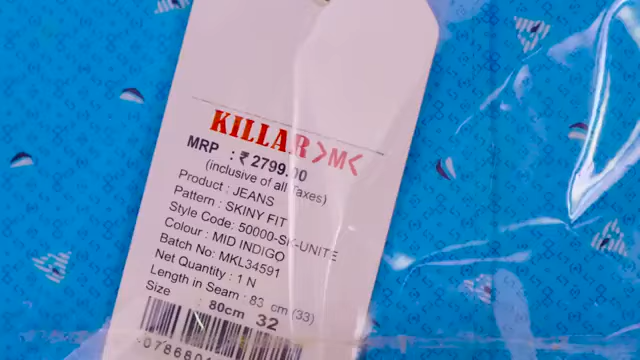 KILLAR >M<
MRP : ₹ 2799.00
(inclusive of all Taxes)
Product : JEANS
Pattern : SKINY FIT
Style Code: 50000-SK-UNITE
Colour : MID INDIGO
Batch No: MKL34591
Net Quantity : 1 N
Length in Seam : 83 cm (33)
Size : 80cm 32